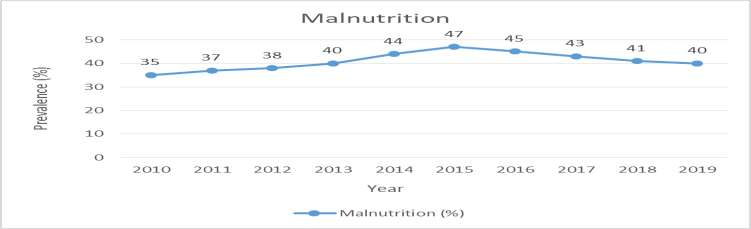 Malnutrition
Prevalence (%)
50
40
30
20
10
0
35 37 38 40 44 47 45 43 41 40
2010 2011 2012 2013 2014 2015 2016 2017 2018 2019
Year
Malnutrition (%)